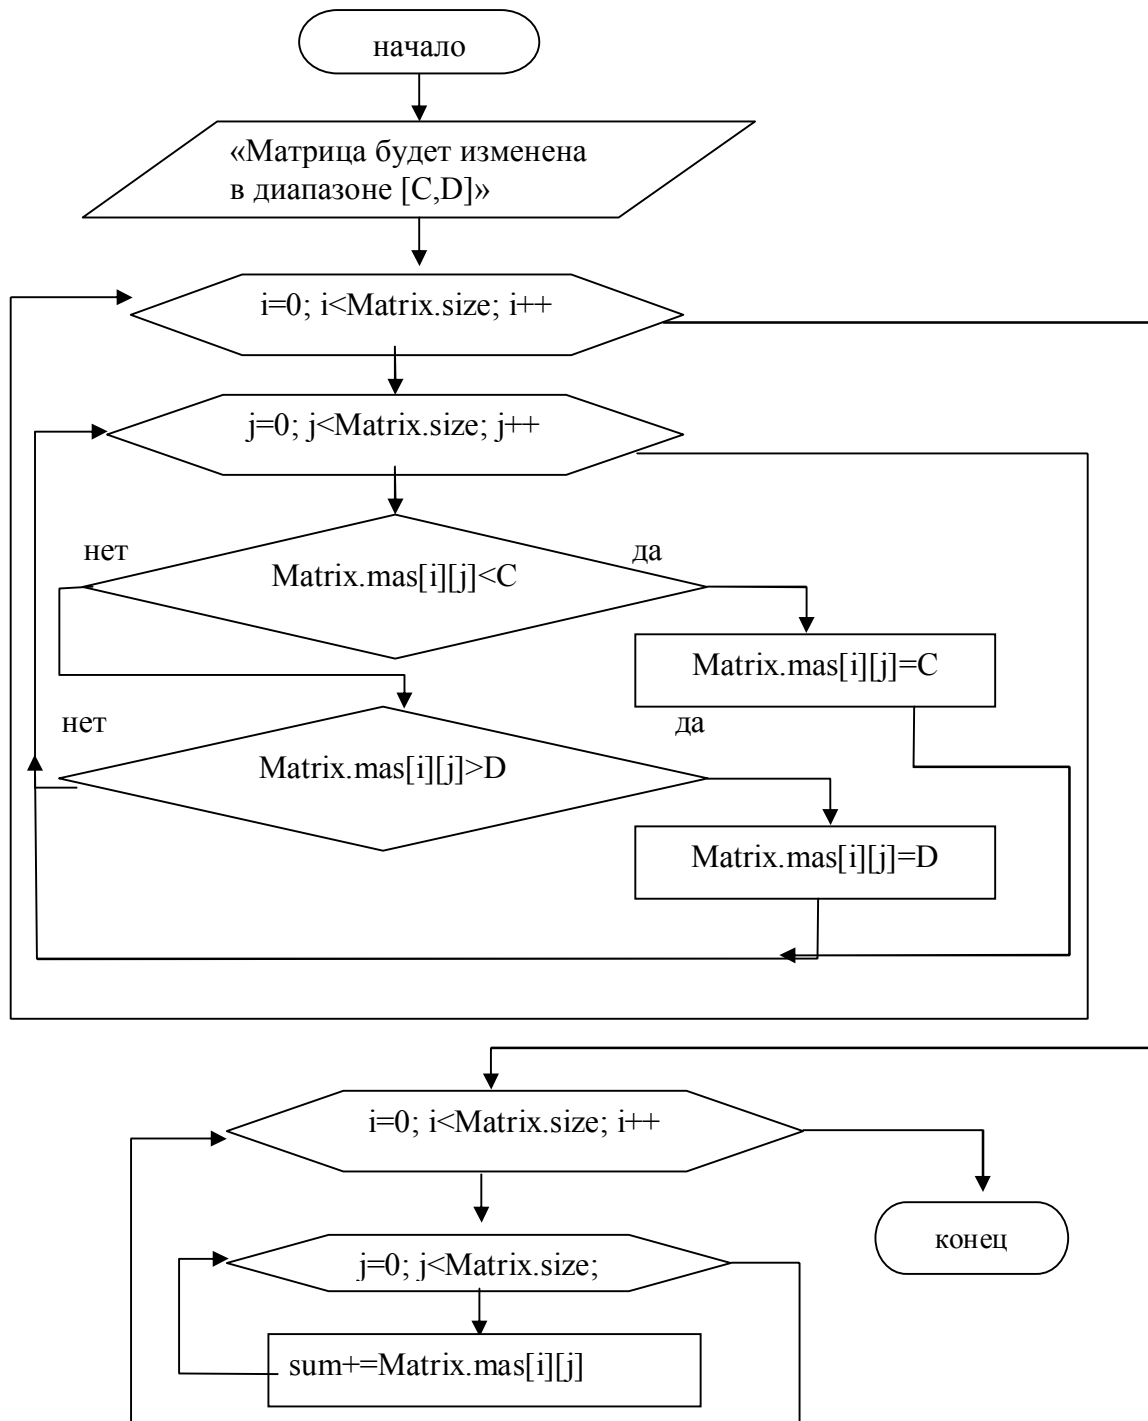 начало
«Матрица будет изменена
в диапазоне [C,D]»
i=0; i<Matrix.size; i++
j=0; j<Matrix.size; j++
нет
да
Matrix.mas[i][j]<C
Matrix.mas[i][j]=C
нет
да
Matrix.mas[i][j]>D
Matrix.mas[i][j]=D
i=0; i<Matrix.size; i++
конец
j=0; j<Matrix.size;
sum+=Matrix.mas[i][j]